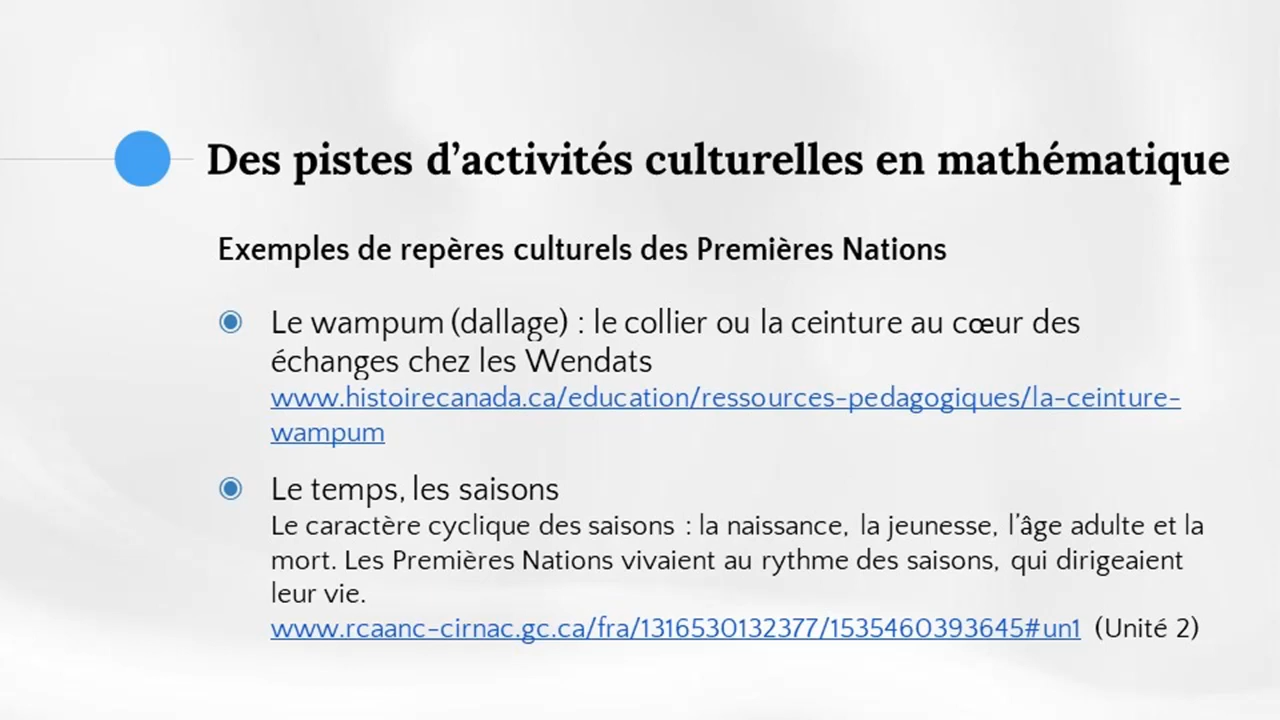 Des pistes d’activités culturelles en mathématique
Exemples de repères culturels des Premières Nations
Le wampum (dallage) : le collier ou la ceinture au cœur des
échanges chez les Wendats
www.histoirecanada.ca/education/ressources-pedagogiques/la-ceinture-
wampum
Le temps, les saisons
Le caractère cyclique des saisons : la naissance, la jeunesse, l’âge adulte et la
mort. Les Premières Nations vivaient au rythme des saisons, qui dirigeaient
leur vie.
www.rcaanc-cirnac.gc.ca/fra/1316530132377/1535460393645#un1 (Unité 2)